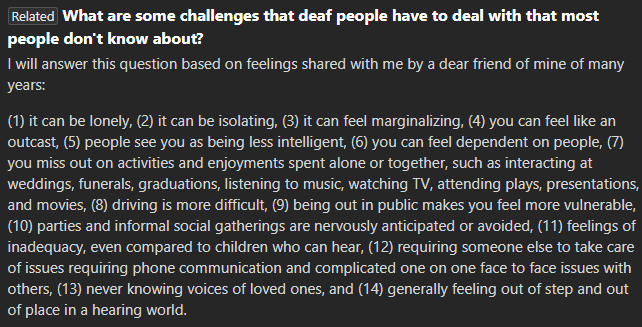 Related What are some challenges that deaf people have to deal with that most
people don't know about?
I will answer this question based on feelings shared with me by a dear friend of mine of many
years:
(1) it can be lonely, (2) it can be isolating, (3) it can feel marginalizing, (4) you can feel like an
outcast, (5) people see you as being less intelligent, (6) you can feel dependent on people, (7)
you miss out on activities and enjoyments spent alone or together, such as interacting at
weddings, funerals, graduations, listening to music, watching TV, attending plays, presentations,
and movies, (8) driving is more difficult, (9) being out in public makes you feel more vulnerable,
(10) parties and informal social gatherings are nervously anticipated or avoided, (11) feelings of
inadequacy, even compared to children who can hear, (12) requiring someone else to take care
of issues requiring phone communication and complicated one on one face to face issues with
others, (13) never knowing voices of loved ones, and (14) generally feeling out of step and out
of place in a hearing world.